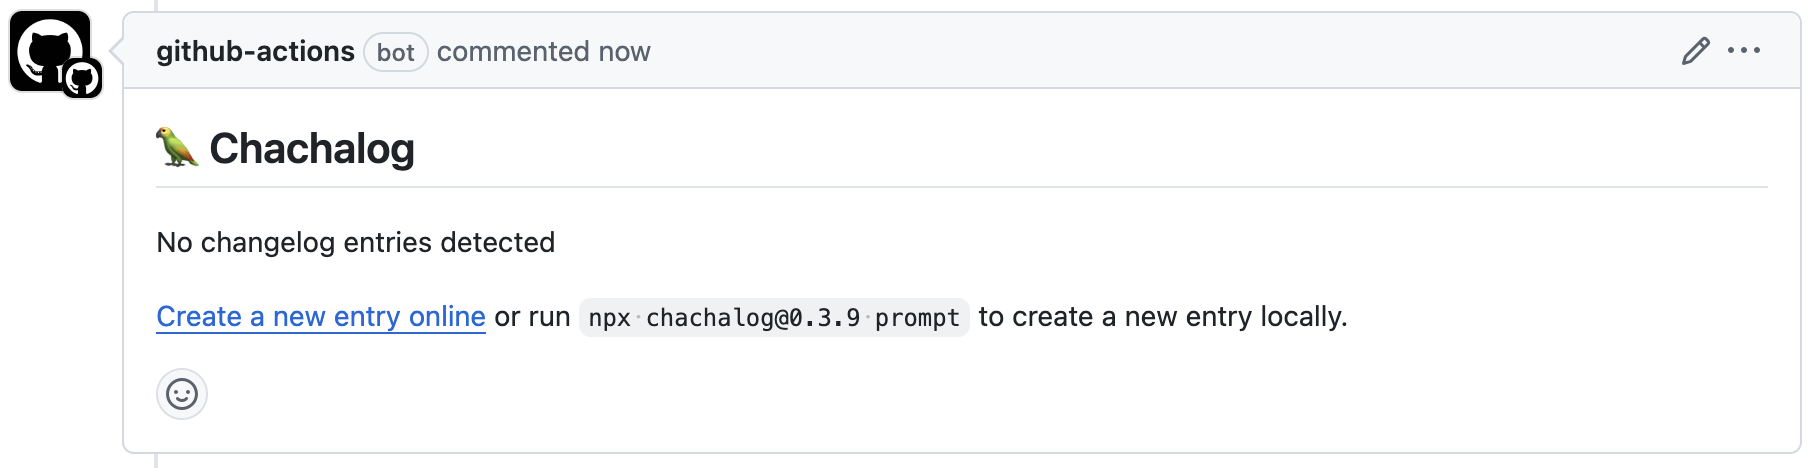 github-actions bot commented now
🦜 Chachalog
No changelog entries detected
Create a new entry online or run npx chachalog@0.3.9 prompt to create a new entry locally.